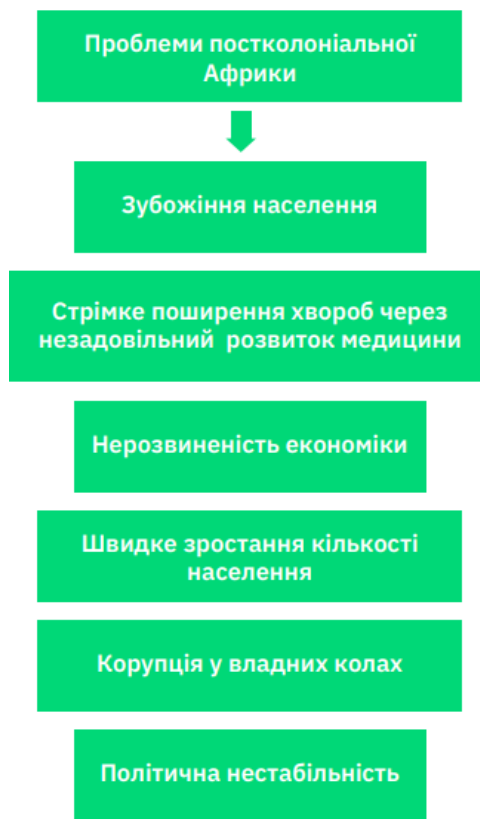 Проблеми постколоніальної
Африки
Зубожіння населення
Стрімке поширення хвороб через
незадовільний розвиток медицини
Нерозвиненість економіки
Швидке зростання кількості
населення
Корупція у владних колах
Політична нестабільність